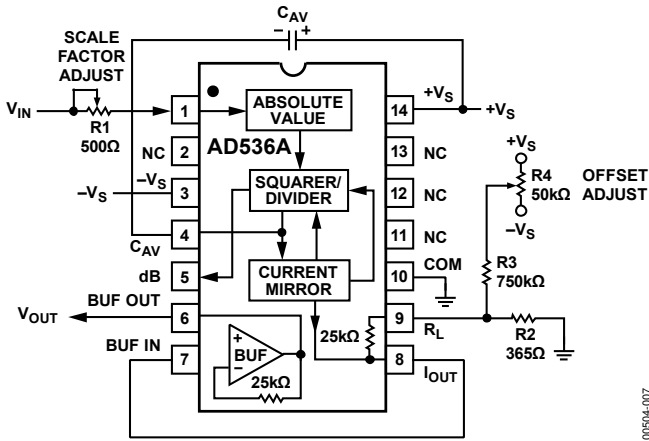 C_AV
− +
SCALE
FACTOR
ADJUST
V_IN
R1
500Ω
1
ABSOLUTE
VALUE
14
+V_S
+V_S
AD536A
NC
2
13
NC
−V_S
−V_S
3
SQUARER/
DIVIDER
12
NC
4
C_AV
11
NC
dB
5
CURRENT
MIRROR
10
COM
BUF OUT
V_OUT
6
9
R_L
25kΩ
BUF IN
7
+
BUF
−
25kΩ
8
I_OUT
+V_S
R4
50kΩ
OFFSET
ADJUST
−V_S
R3
750kΩ
R2
365Ω
00504-007